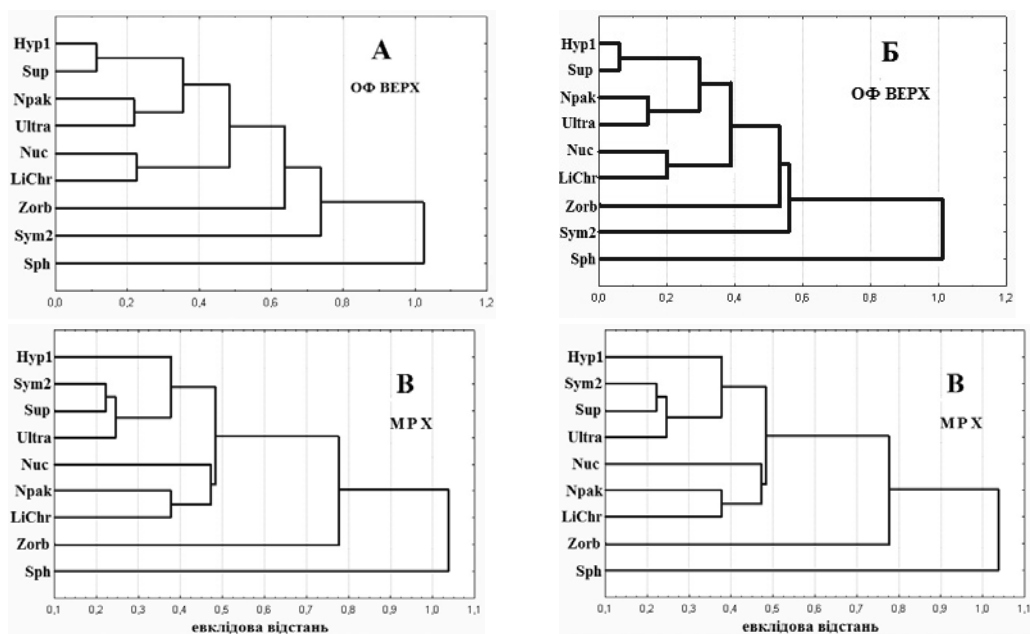 Hyp1
Sup
Npak
Ultra
Nuc
LiChr
Zorb
Sym2
Sph
А
ОФ ВЕРХ
0,0 0,2 0,4 0,6 0,8 1,0 1,2
Hyp1
Sup
Npak
Ultra
Nuc
LiChr
Zorb
Sym2
Sph
Б
ОФ ВЕРХ
0,0 0,2 0,4 0,6 0,8 1,0 1,2
Hyp1
Sym2
Sup
Ultra
Nuc
Npak
LiChr
Zorb
Sph
В
МРХ
0,1 0,2 0,3 0,4 0,5 0,6 0,7 0,8 0,9 1,0 1,1
евклідова відстань
Hyp1
Sym2
Sup
Ultra
Nuc
Npak
LiChr
Zorb
Sph
В
МРХ
0,1 0,2 0,3 0,4 0,5 0,6 0,7 0,8 0,9 1,0 1,1
евклідова відстань